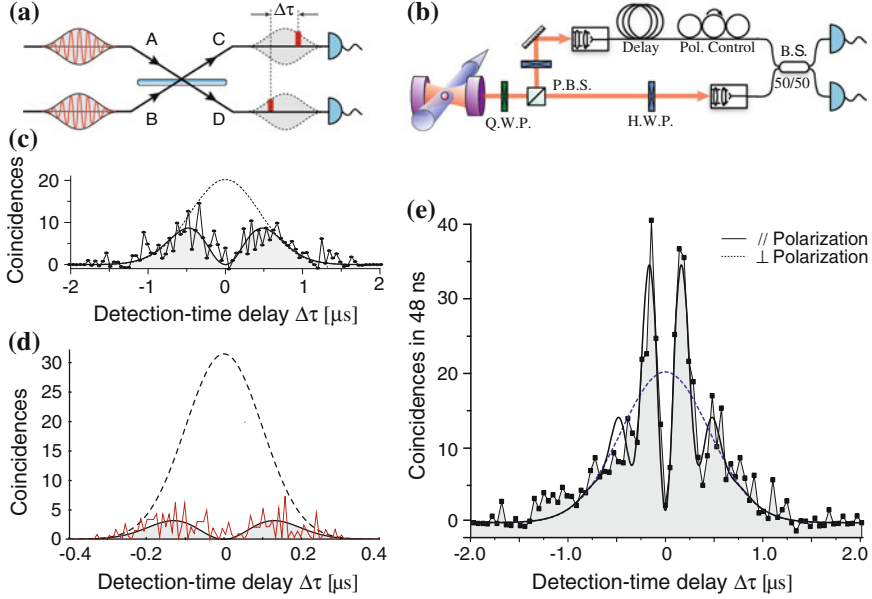 (a)
Δτ
A
C
B
D
(b)
Delay
Pol. Control
B.S.
50/50
P.B.S.
Q.W.P.
H.W.P.
(c)
Coincidences
20
10
0
-2
-1
0
1
2
Detection-time delay Δτ [μs]
(d)
Coincidences
30
25
20
15
10
5
0
-0.4
-0.2
0
0.2
0.4
Detection-time delay Δτ [μs]
(e)
Coincidences in 48 ns
40
30
20
10
0
// Polarization
⊥ Polarization
-2.0
-1.0
0
1.0
2.0
Detection-time delay Δτ [μs]